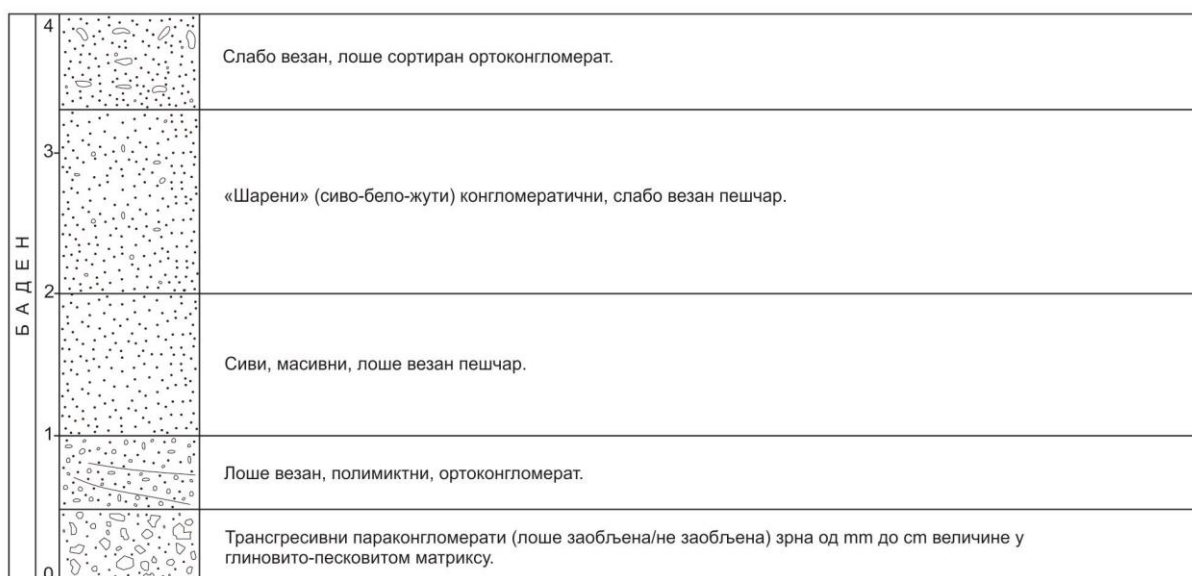 4
Слабо везан, лоше сортиран ортоконгломерат.
3
«Шарени» (сиво-бело-жути) конгломератични, слабо везан пешчар.
БАДЕН
2
Сиви, масивни, лоше везан пешчар.
1
Лоше везан, полимиктни, ортоконгломерат.
Трансгресивни параконгломерати (лоше заобљена/не заобљена) зрна од mm до cm величине у
глиновито-песковитом матриксу.
0